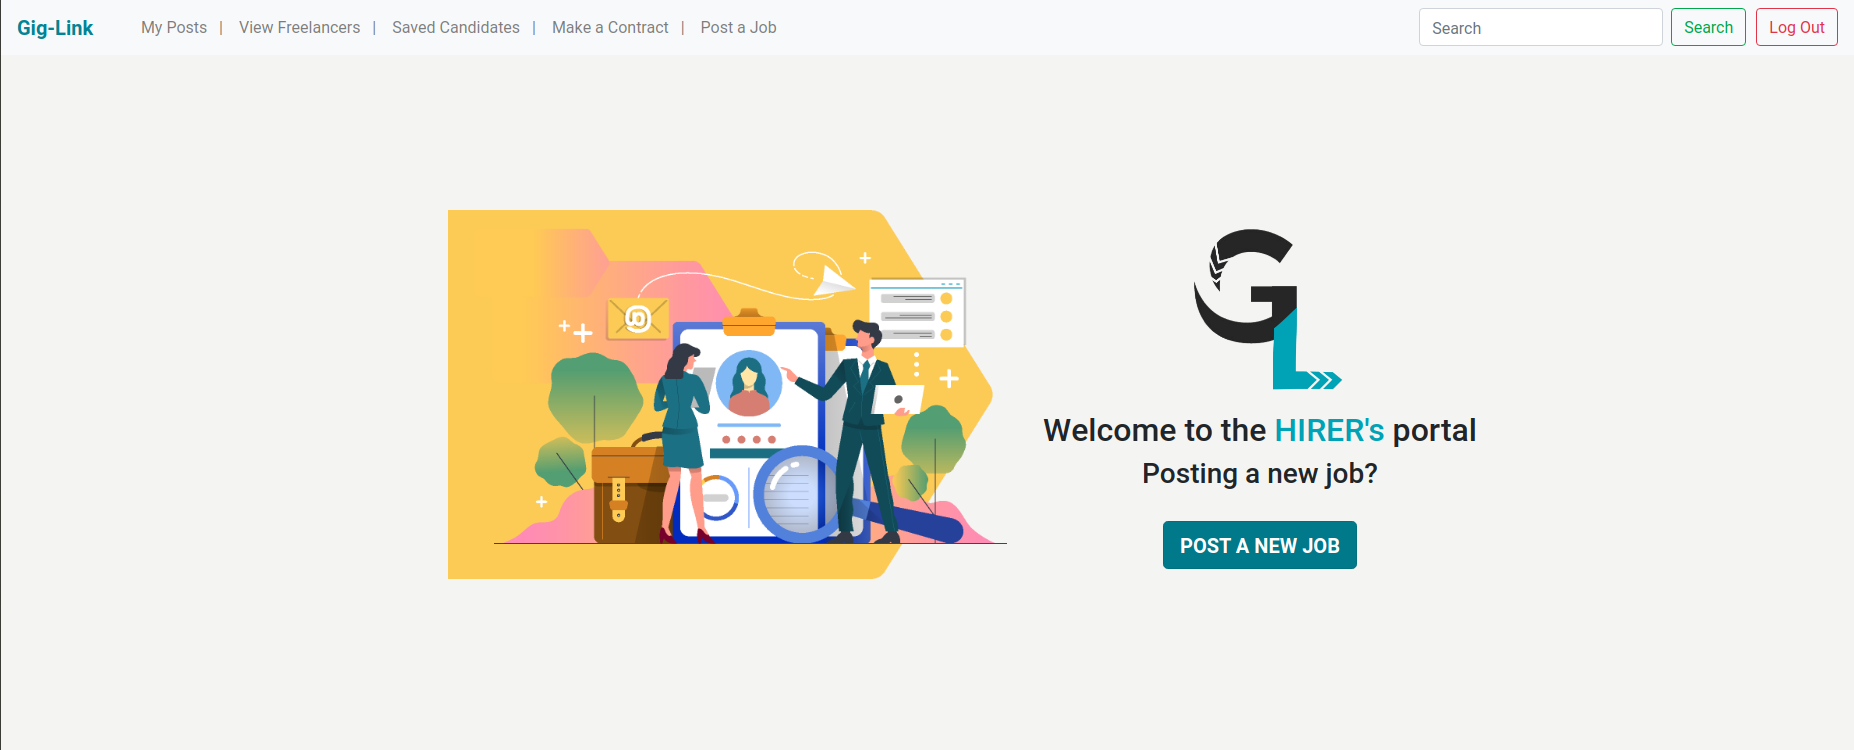 Gig-Link My Posts | View Freelancers | Saved Candidates | Make a Contract | Post a Job Search Search Log Out
@
GL
Welcome to the HIRER's portal
Posting a new job?
POST A NEW JOB